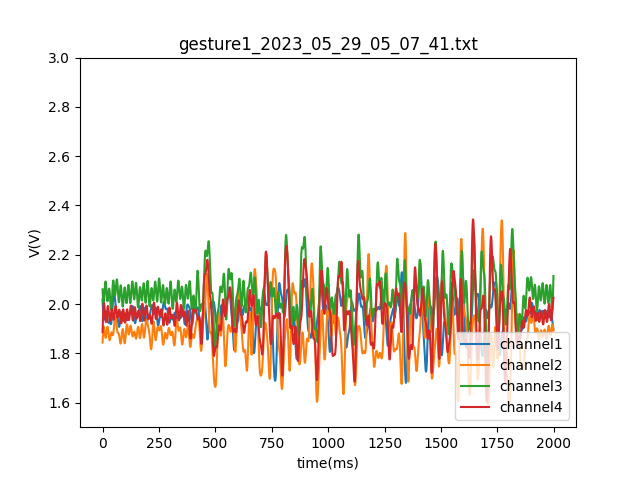 gesture1_2023_05_29_05_07_41.txt
3.0
2.8
2.6
2.4
2.2
2.0
1.8
1.6
V(V)
channel1
channel2
channel3
channel4
0 250 500 750 1000 1250 1500 1750 2000
time(ms)